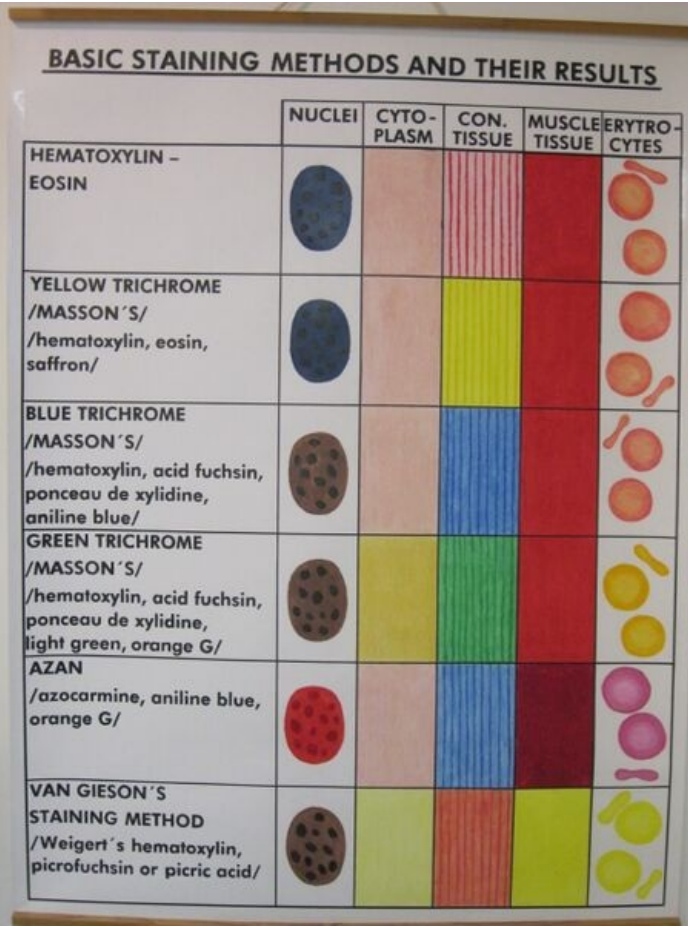 BASIC STAINING METHODS AND THEIR RESULTS
NUCLEI
CYTO-
PLASM
CON.
TISSUE
MUSCLE
TISSUE
ERYTRO-
CYTES
HEMATOXYLIN –
EOSIN
YELLOW TRICHROME
/MASSON´S/
/hematoxylin, eosin,
saffron/
BLUE TRICHROME
/MASSON´S/
/hematoxylin, acid fuchsin,
ponceau de xylidine,
aniline blue/
GREEN TRICHROME
/MASSON´S/
/hematoxylin, acid fuchsin,
ponceau de xylidine,
light green, orange G/
AZAN
/azocarmine, aniline blue,
orange G/
VAN GIESON´S
STAINING METHOD
/Weigert´s hematoxylin,
picrofuchsin or picric acid/